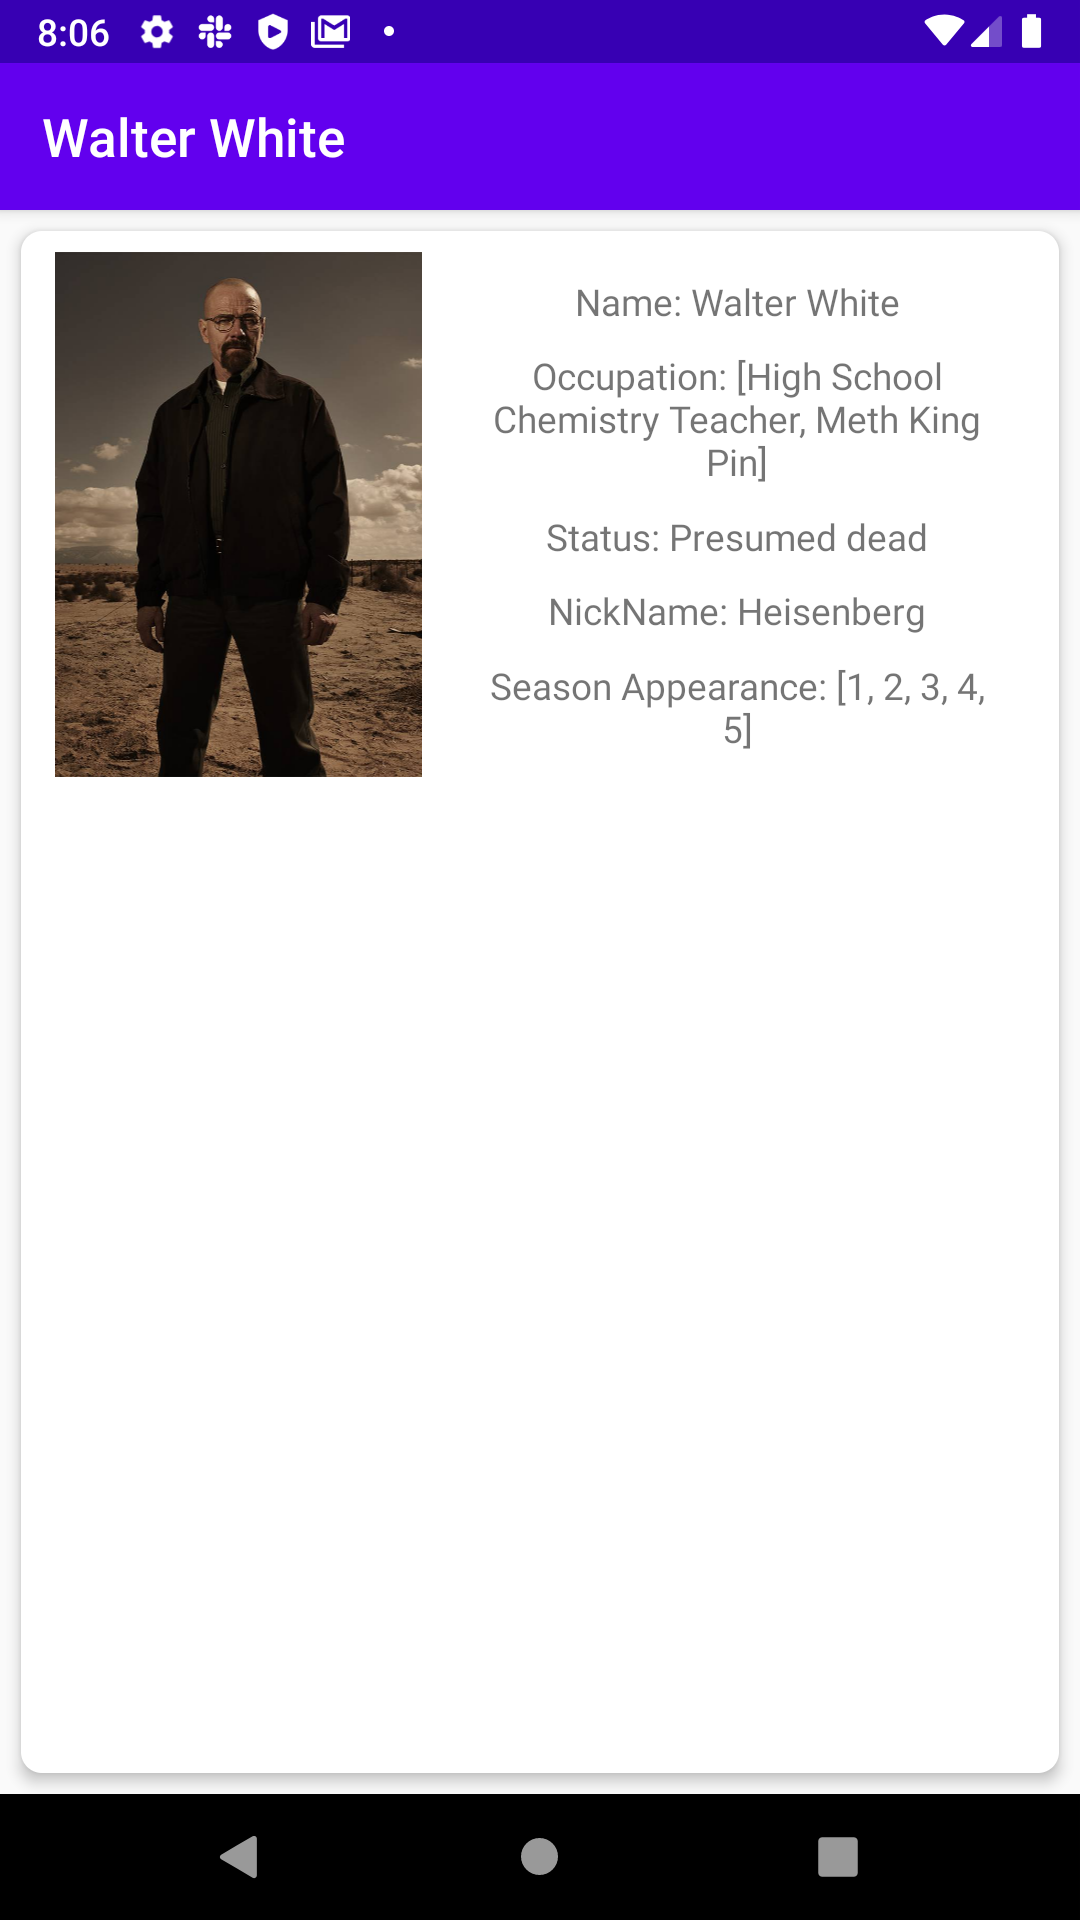 8:06
Walter White
Name: Walter White
Occupation: [High School
Chemistry Teacher, Meth King
Pin]
Status: Presumed dead
NickName: Heisenberg
Season Appearance: [1, 2, 3, 4,
5]